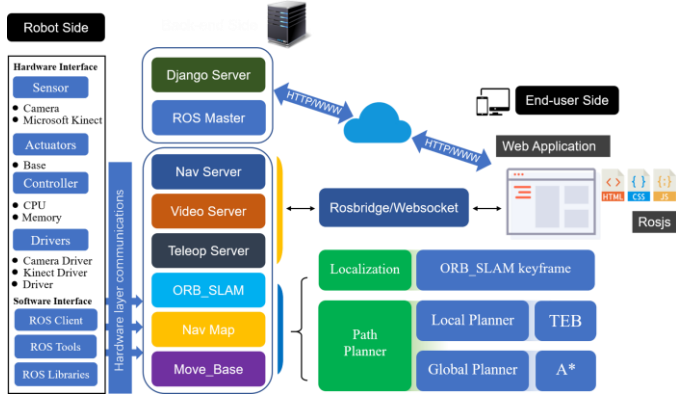 Robot Side
Hardware Interface
Sensor
● Camera
● Microsoft Kinect
Actuators
● Base
Controller
● CPU
● Memory
Drivers
● Camera Driver
● Kinect Driver
● Driver
Software Interface
ROS Client
ROS Tools
ROS Libraries
Hardware layer communications
Django Server
ROS Master
Nav Server
Video Server
Teleop Server
ORB_SLAM
Nav Map
Move_Base
HTTP/WWW
HTTP/WWW
End-user Side
Web Application
HTML
CSS
JS
Rosjs
Rosbridge/Websocket
Localization
ORB_SLAM keyframe
Path
Planner
Local Planner
TEB
Global Planner
A*